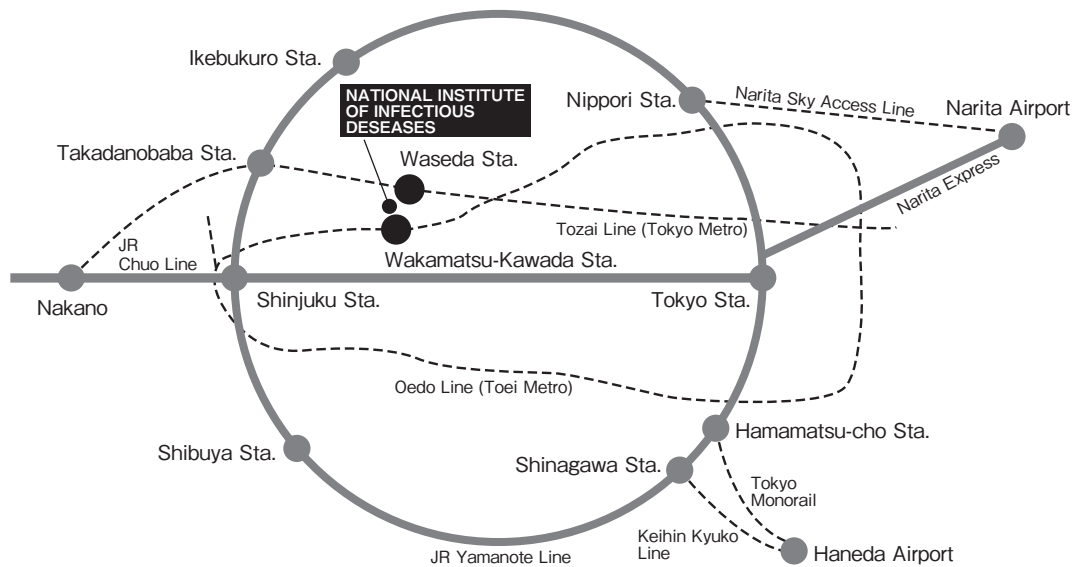 Ikebukuro Sta.
NATIONAL INSTITUTE
OF INFECTIOUS
DESEASES
Nippori Sta.
Narita Sky Access Line
Narita Airport
Takadanobaba Sta.
Waseda Sta.
Narita Express
Tozai Line (Tokyo Metro)
JR
Chuo Line
Wakamatsu-Kawada Sta.
Nakano
Shinjuku Sta.
Tokyo Sta.
Oedo Line (Toei Metro)
Hamamatsu-cho Sta.
Shibuya Sta.
Shinagawa Sta.
Tokyo
Monorail
Keihin Kyuko
Line
JR Yamanote Line
Haneda Airport